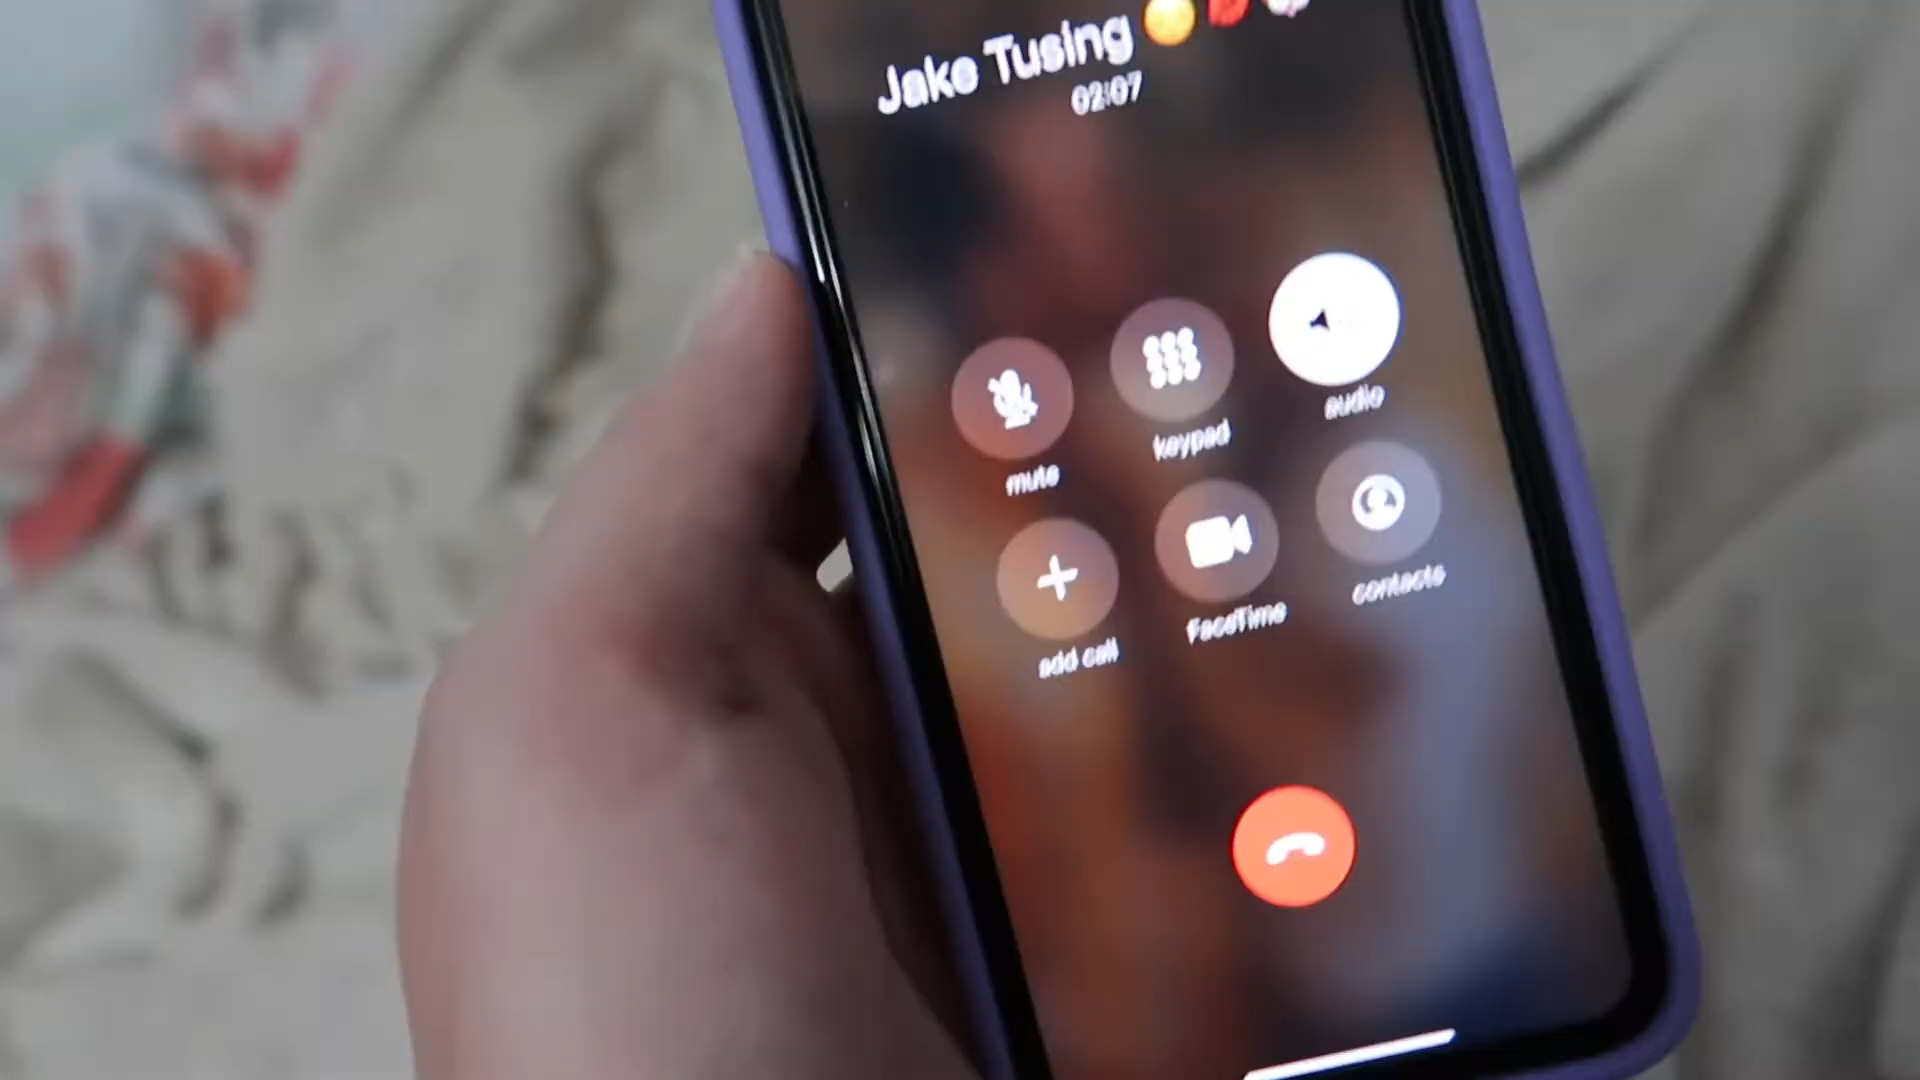 Jake Tusing
02:07
mute
keypad
audio
add call
FaceTime
contacts